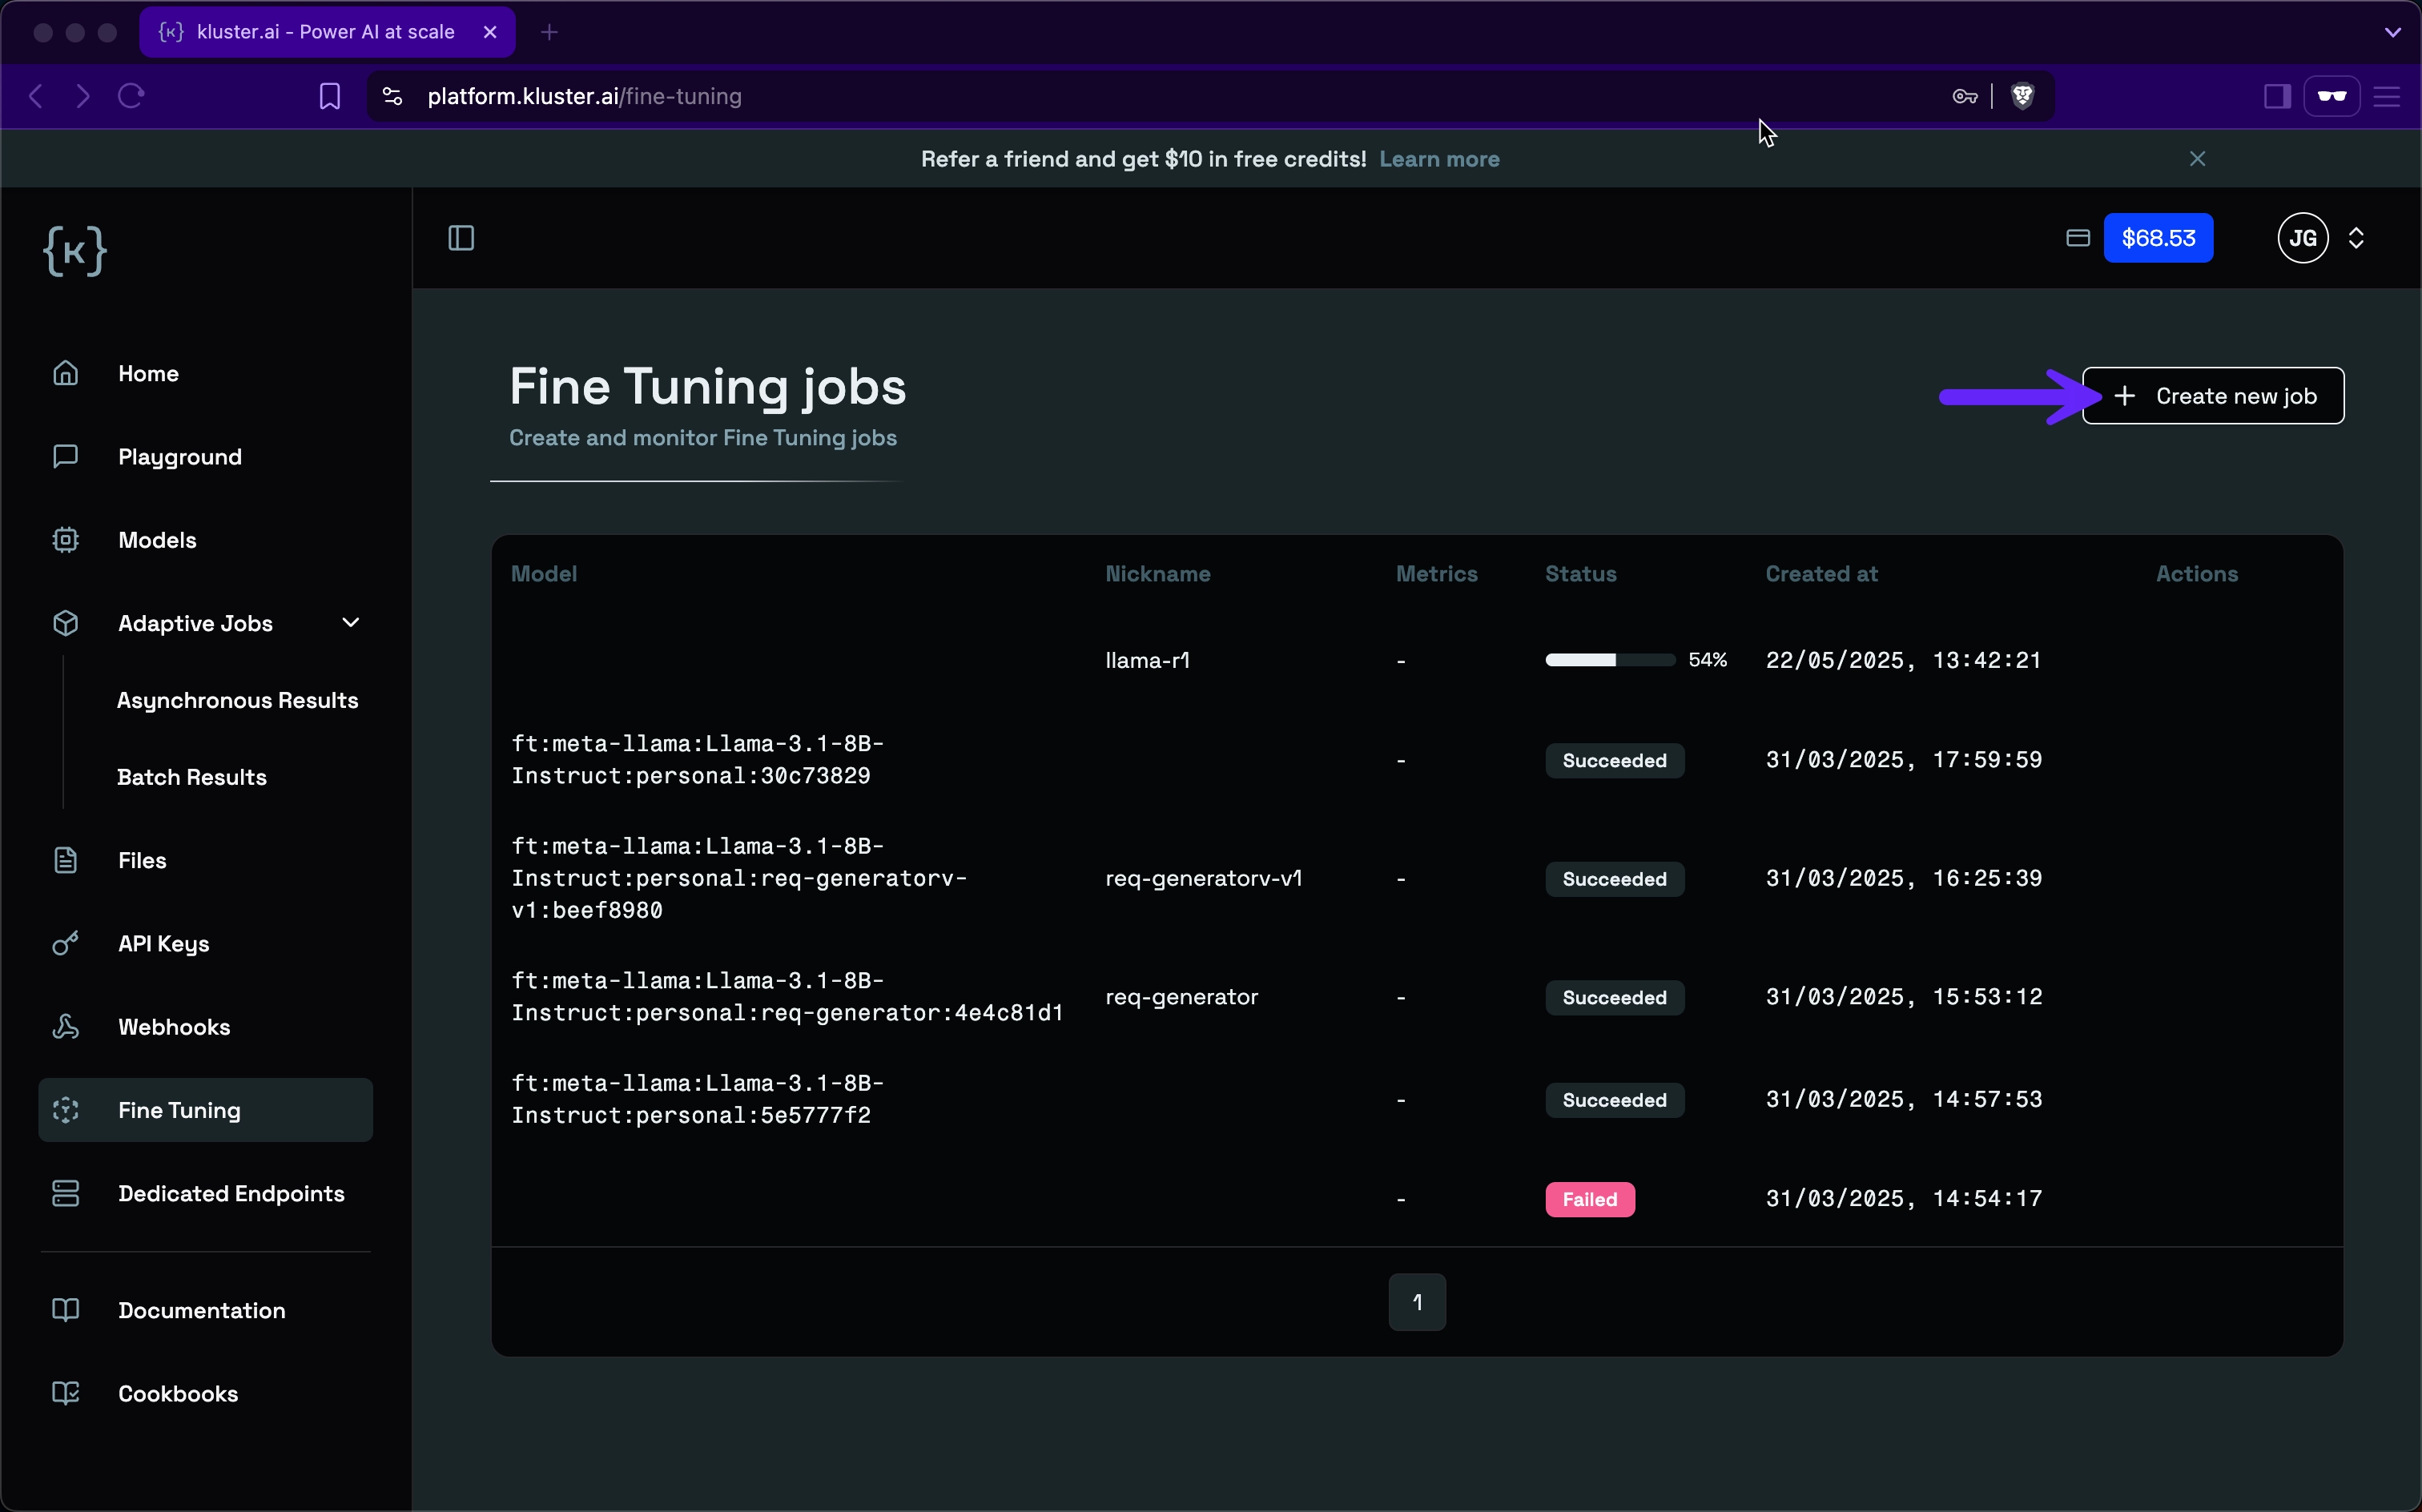 {K} kluster.ai - Power AI at scale
platform.kluster.ai/fine-tuning
Refer a friend and get $10 in free credits! Learn more
{K}
$68.53
JG
Home
Playground
Models
Adaptive Jobs
Asynchronous Results
Batch Results
Files
API Keys
Webhooks
Fine Tuning
Dedicated Endpoints
Documentation
Cookbooks
Fine Tuning jobs
Create and monitor Fine Tuning jobs
+ Create new job
Model Nickname Metrics Status Created at Actions
llama-r1 - 54% 22/05/2025, 13:42:21
ft:meta-llama:Llama-3.1-8B-
Instruct:personal:30c73829
- Succeeded 31/03/2025, 17:59:59
ft:meta-llama:Llama-3.1-8B-
Instruct:personal:req-generatorv-
v1:beef8980
req-generatorv-v1 - Succeeded 31/03/2025, 16:25:39
ft:meta-llama:Llama-3.1-8B-
Instruct:personal:req-generator:4e4c81d1
req-generator - Succeeded 31/03/2025, 15:53:12
ft:meta-llama:Llama-3.1-8B-
Instruct:personal:5e5777f2
- Succeeded 31/03/2025, 14:57:53
- Failed 31/03/2025, 14:54:17
1